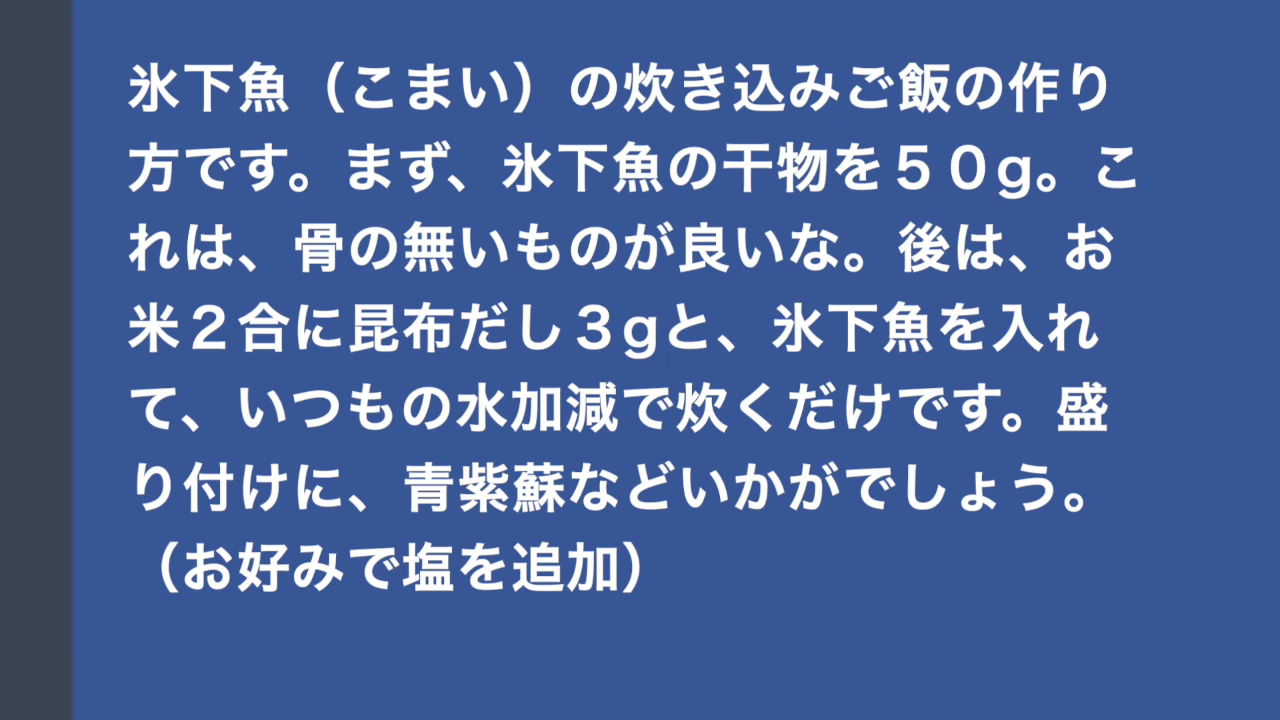 氷下魚（こまい）の炊き込みご飯の作り
方です。まず、氷下魚の干物を５０g。こ
れは、骨の無いものが良いな。後は、お
米２合に昆布だし３gと、氷下魚を入れ
て、いつもの水加減で炊くだけです。盛
り付けに、青紫蘇などいかがでしょう。
（お好みで塩を追加）